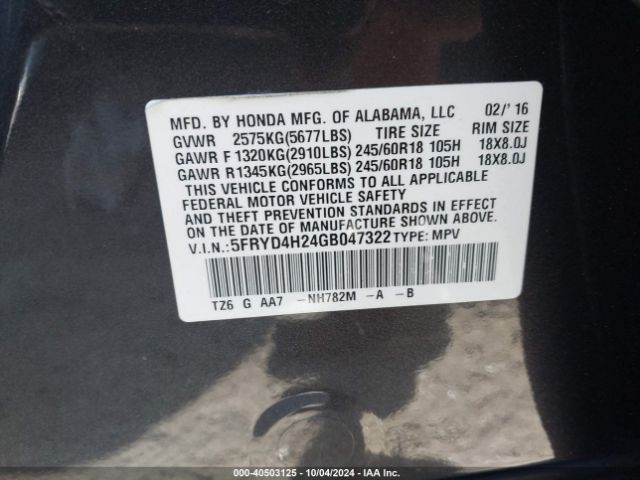 MFD. BY HONDA MFG. OF ALABAMA, LLC 02/' 16
GVWR 2575KG(5677LBS) TIRE SIZE RIM SIZE
GAWR F 1320KG(2910LBS) 245/60R18 105H 18X8.0J
GAWR R1345KG(2965LBS) 245/60R18 105H 18X8.0J
THIS VEHICLE CONFORMS TO ALL APPLICABLE
FEDERAL MOTOR VEHICLE SAFETY
AND THEFT PREVENTION STANDARDS IN EFFECT
ON THE DATE OF MANUFACTURE SHOWN ABOVE.
V.I.N.:5FRYD4H24GB047322 TYPE: MPV
TZ6 G AA7 -NH782M -A -B
000-40503125 - 10/04/2024 - IAA Inc.